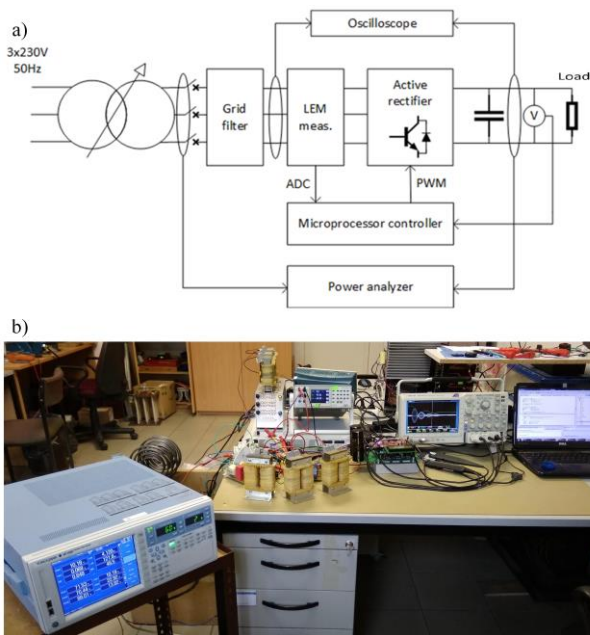 a)
3x230V
50Hz
Oscilloscope
Grid
filter
LEM
meas.
Active
rectifier
Load
V
ADC
PWM
Microprocessor controller
Power analyzer
b)